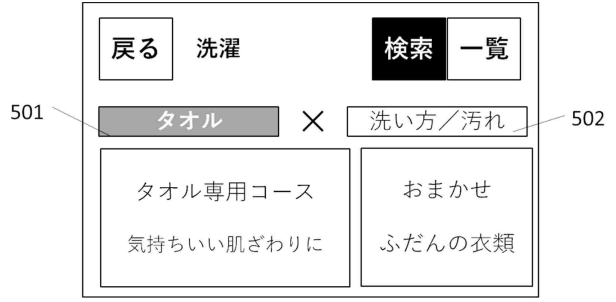 戻る 洗濯 検索 一覧
501 タオル × 洗い方／汚れ 502
タオル専用コース
気持ちいい肌ざわりに
おまかせ
ふだんの衣類